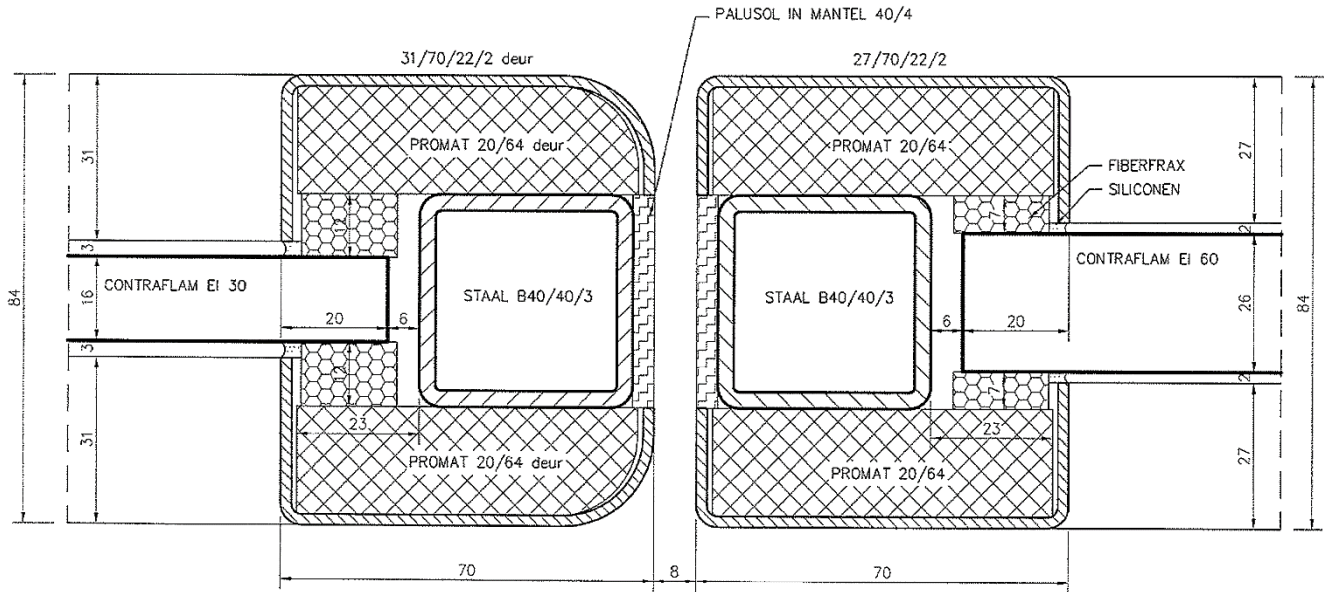 PALUSOL IN MANTEL 40/4
31/70/22/2 deur
27/70/22/2
PROMAT 20/64 deur
PROMAT 20/64
FIBERFRAX
SILICONEN
31
27
12
7
3
2
CONTRAFLAM EI 30
CONTRAFLAM EI 60
STAAL B40/40/3
STAAL B40/40/3
84
16
20
6
6
20
26
84
3
12
7
2
31
23
23
27
PROMAT 20/64 deur
PROMAT 20/64
70
8
70